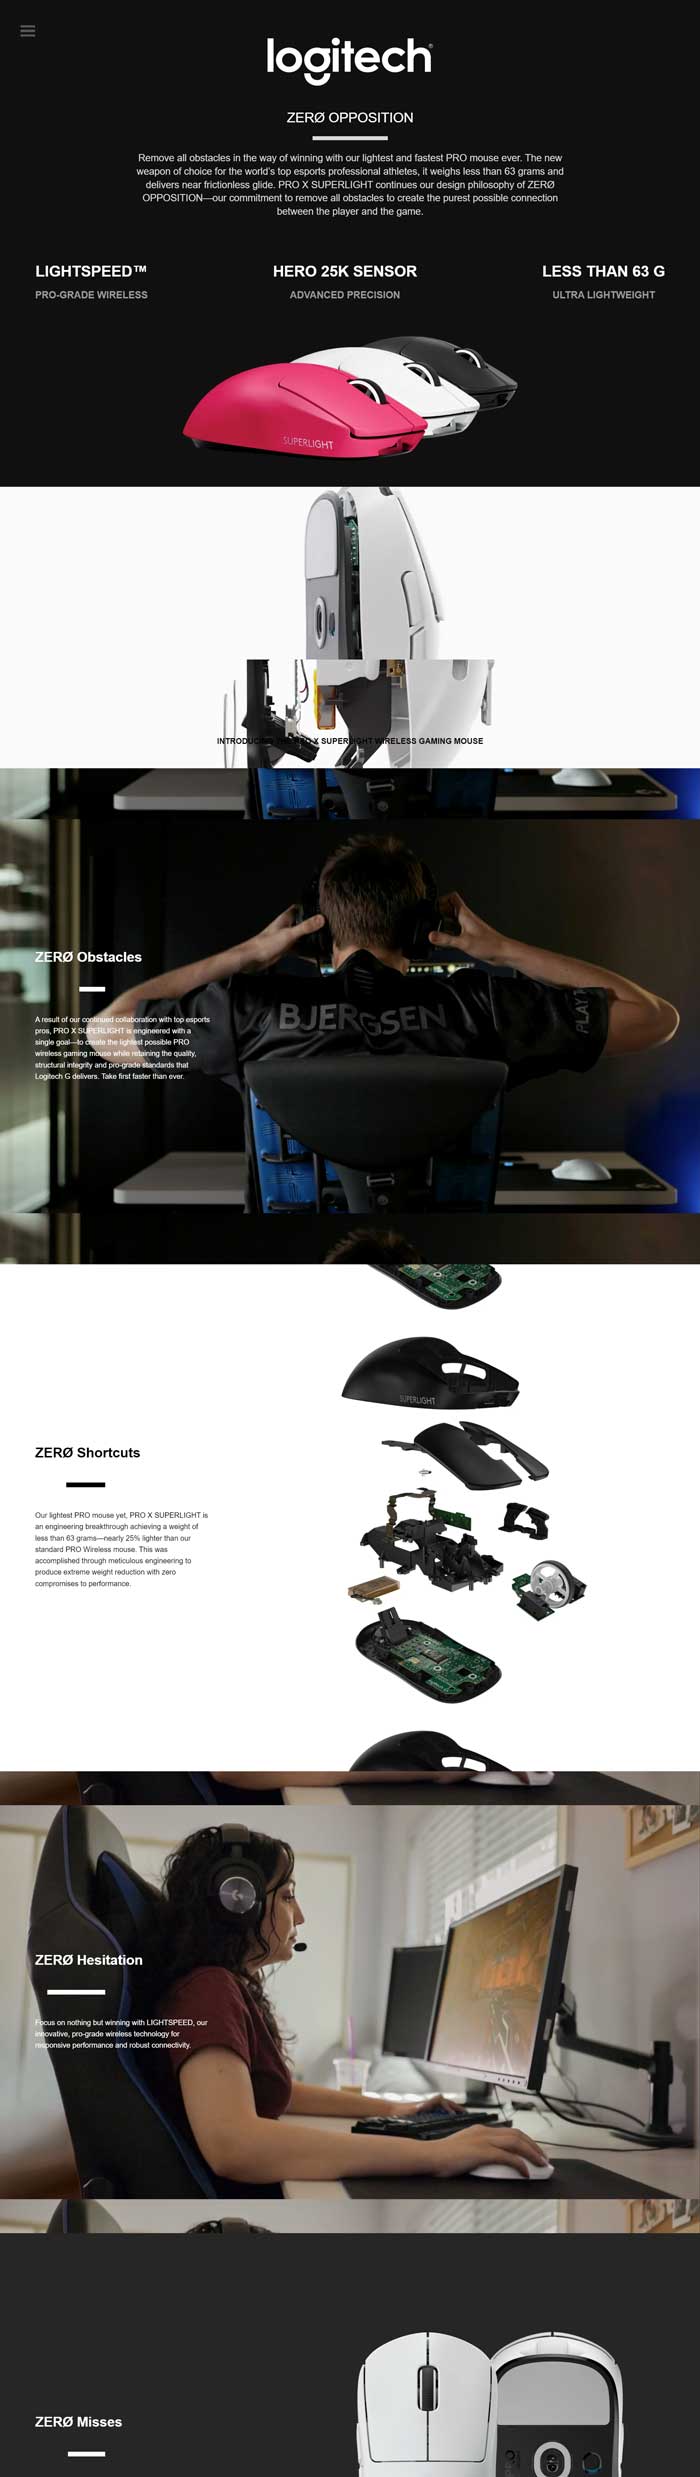 logitech®
ZERØ OPPOSITION
Remove all obstacles in the way of winning with our lightest and fastest PRO mouse ever. The new
weapon of choice for the world's top esports professional athletes, it weighs less than 63 grams and
delivers near frictionless glide. PRO X SUPERLIGHT continues our design philosophy of ZERØ
OPPOSITION—our commitment to remove all obstacles to create the purest possible connection
between the player and the game.
LIGHTSPEED™ HERO 25K SENSOR LESS THAN 63 G
PRO-GRADE WIRELESS ADVANCED PRECISION ULTRA LIGHTWEIGHT
SUPERLIGHT
INTRODUCING THE PRO X SUPERLIGHT WIRELESS GAMING MOUSE
ZERØ Obstacles
BJERGSEN
A result of our continued collaboration with top esports
pros, PRO X SUPERLIGHT is engineered with a
single goal—to create the lightest possible PRO
wireless gaming mouse while retaining the quality,
structural integrity and pro-grade standards that
Logitech G delivers. Take first faster than ever.
SUPERLIGHT
ZERØ Shortcuts
Our lightest PRO mouse yet, PRO X SUPERLIGHT is
an engineering breakthrough achieving a weight of
less than 63 grams—nearly 25% lighter than our
standard PRO Wireless mouse. This was
accomplished through meticulous engineering to
produce extreme weight reduction with zero
compromises to performance.
ZERØ Hesitation
Focus on nothing but winning with LIGHTSPEED, our
innovative, pro-grade wireless technology for
responsive performance and robust connectivity.
ZERØ Misses